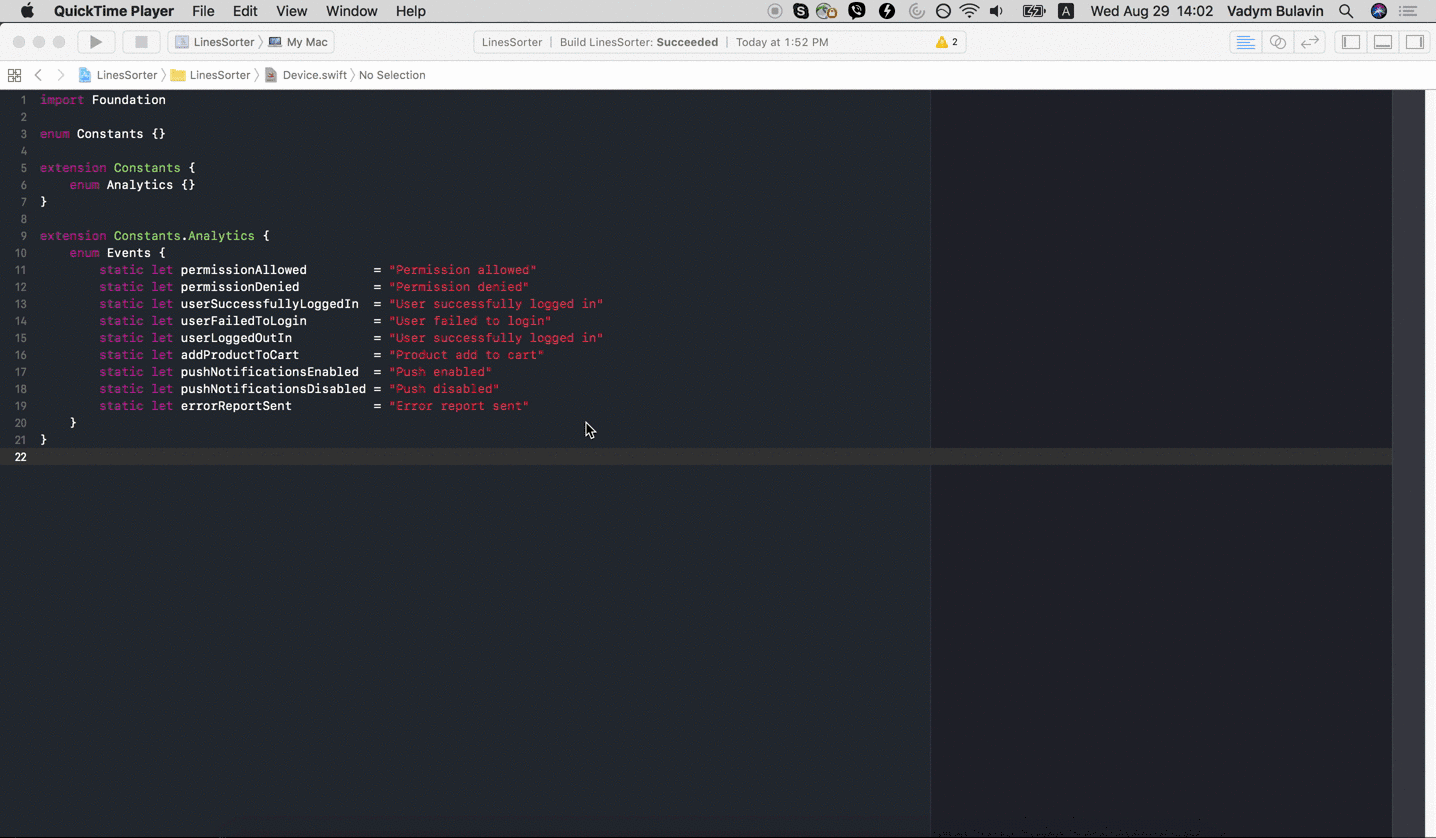 QuickTime Player File Edit View Window Help A Wed Aug 29 14:02 Vadym Bulavin
LinesSorter My Mac LinesSorter | Build LinesSorter: Succeeded | Today at 1:52 PM 2
LinesSorter LinesSorter Device.swift No Selection
1 import Foundation
2
3 enum Constants {}
4
5 extension Constants {
6 enum Analytics {}
7 }
8
9 extension Constants.Analytics {
10 enum Events {
11 static let permissionAllowed = "Permission allowed"
12 static let permissionDenied = "Permission denied"
13 static let userSuccessfullyLoggedIn = "User successfully logged in"
14 static let userFailedToLogin = "User failed to login"
15 static let userLoggedOutIn = "User successfully logged in"
16 static let addProductToCart = "Product add to cart"
17 static let pushNotificationsEnabled = "Push enabled"
18 static let pushNotificationsDisabled = "Push disabled"
19 static let errorReportSent = "Error report sent"
20 }
21 }
22